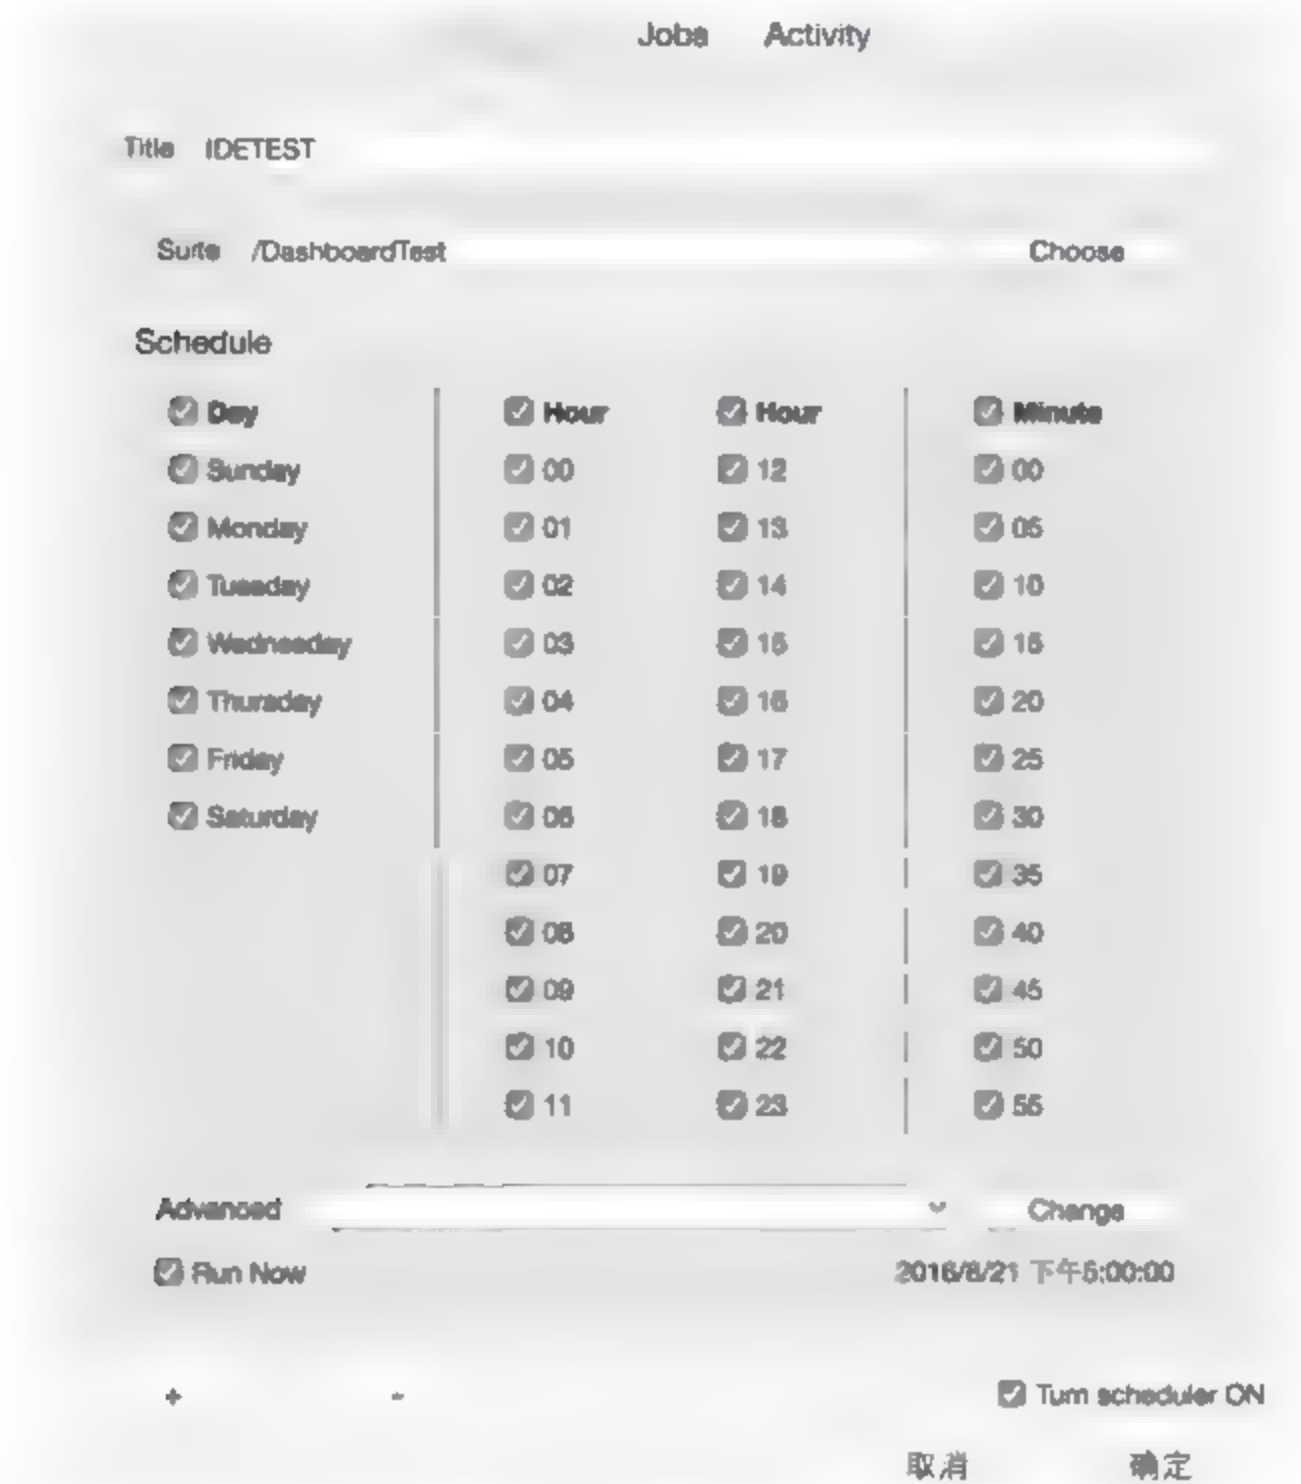 Jobs Activity
Title IDETEST
Suite /DashboardTest Choose
Schedule
Day Hour Hour Minute
Sunday 00 12 00
Monday 01 13 05
Tuesday 02 14 10
Wednesday 03 15 15
Thursday 04 16 20
Friday 05 17 25
Saturday 06 18 30
07 19 35
08 20 40
09 21 45
10 22 50
11 23 55
Advanced Change
Run Now 2016/8/21 下午5:00:00
+ -
Turn scheduler ON
取消 确定